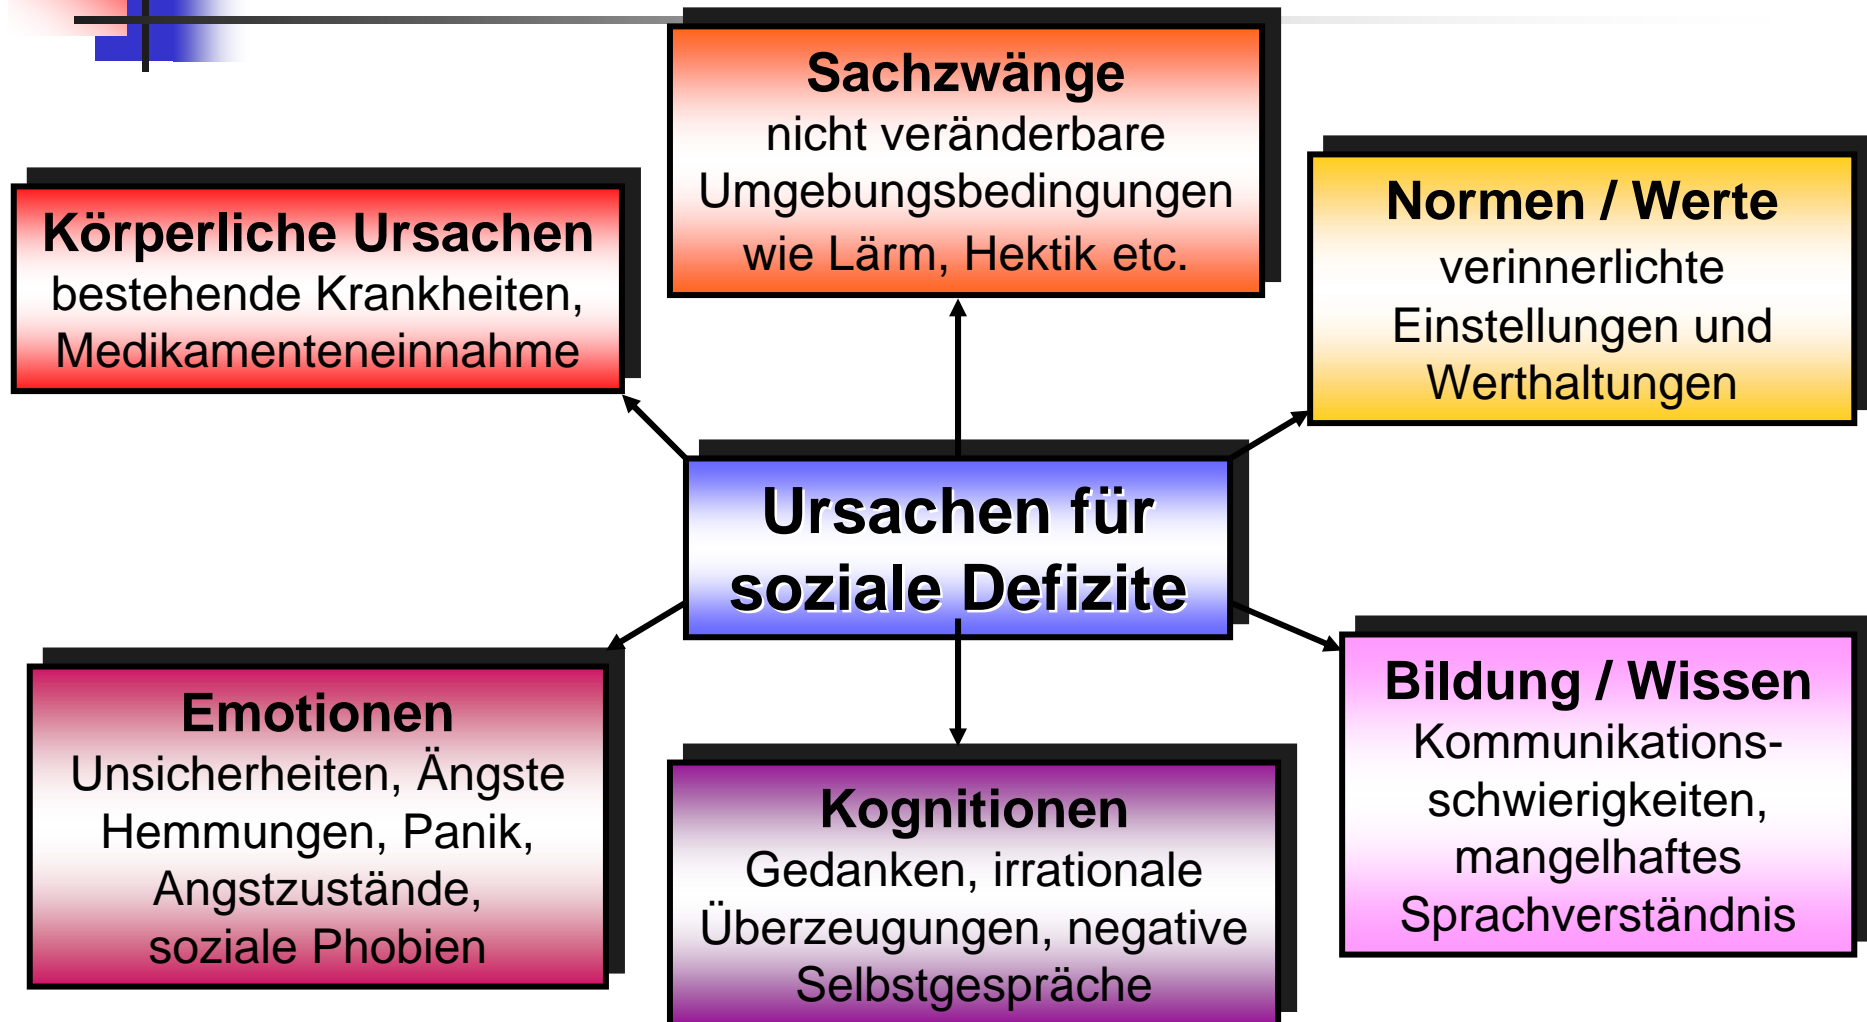 Sachzwänge
nicht veränderbare
Umgebungsbedingungen
wie Lärm, Hektik etc.
Körperliche Ursachen
bestehende Krankheiten,
Medikamenteneinnahme
Normen / Werte
verinnerlichte
Einstellungen und
Werthaltungen
Ursachen für
soziale Defizite
Emotionen
Unsicherheiten, Ängste
Hemmungen, Panik,
Angstzustände,
soziale Phobien
Kognitionen
Gedanken, irrationale
Überzeugungen, negative
Selbstgespräche
Bildung / Wissen
Kommunikations-
schwierigkeiten,
mangelhaftes
Sprachverständnis